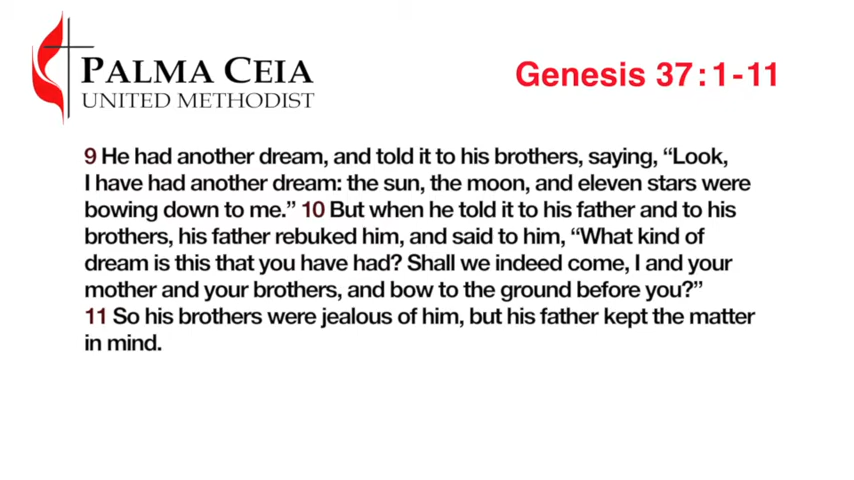 PALMA CEIA
UNITED METHODIST
Genesis 37:1-11
9 He had another dream, and told it to his brothers, saying, “Look,
I have had another dream: the sun, the moon, and eleven stars were
bowing down to me.” 10 But when he told it to his father and to his
brothers, his father rebuked him, and said to him, “What kind of
dream is this that you have had? Shall we indeed come, I and your
mother and your brothers, and bow to the ground before you?”
11 So his brothers were jealous of him, but his father kept the matter
in mind.